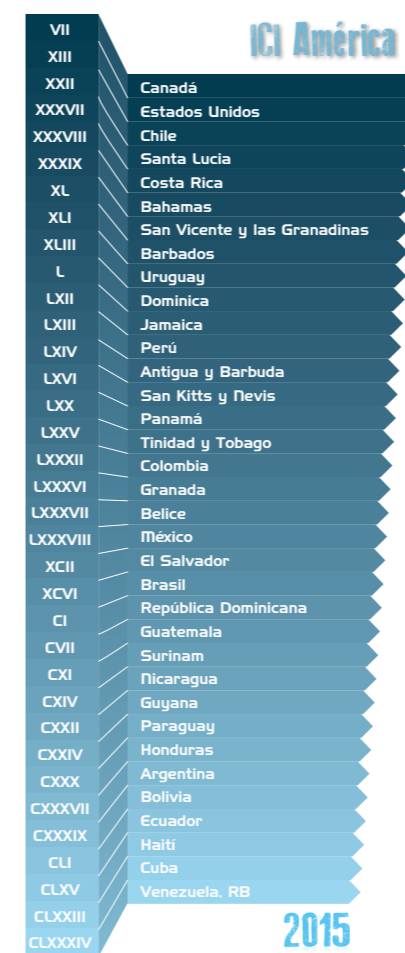 ICI América
VII Canadá
XIII Estados Unidos
XXII Chile
XXXVII Santa Lucia
XXXVIII Costa Rica
XXXIX Bahamas
XL San Vicente y las Granadinas
XLI Barbados
XLIII Uruguay
L Dominica
LXII Jamaica
LXIII Perú
LXIV Antigua y Barbuda
LXVI San Kitts y Nevis
LXX Panamá
LXXV Tinidad y Tobago
LXXXII Colombia
LXXXVI Granada
LXXXVII Belice
LXXXVIII México
XCII El Salvador
XCVI Brasil
CI República Dominicana
CVII Guatemala
CXI Surinam
CXIV Nicaragua
CXXII Guyana
CXXIV Paraguay
CXXX Honduras
CXXXVII Argentina
CXXXIX Bolivia
CLI Ecuador
CLXV Haití
CLXXIII Cuba
CLXXXIV Venezuela, RB
2015